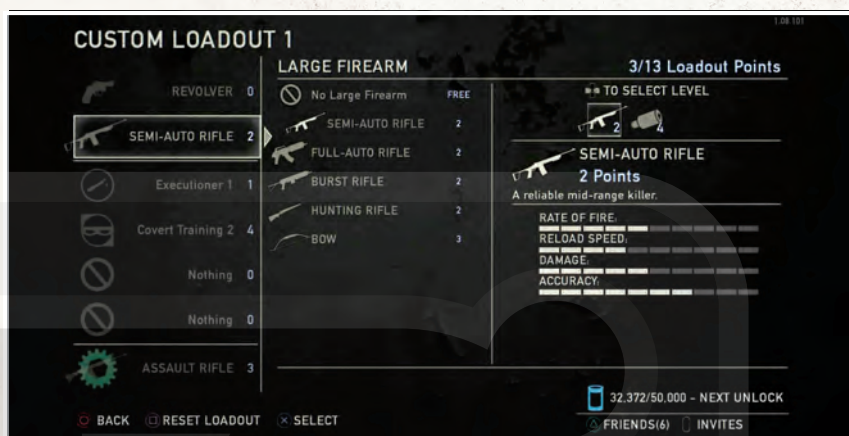 1.08.101
CUSTOM LOADOUT 1
REVOLVER 0
SEMI-AUTO RIFLE 2
Executioner 1 1
Covert Training 2 4
Nothing 0
Nothing 0
ASSAULT RIFLE 3
LARGE FIREARM
No Large Firearm FREE
SEMI-AUTO RIFLE 2
FULL-AUTO RIFLE 2
BURST RIFLE 2
HUNTING RIFLE 2
BOW 3
3/13 Loadout Points
TO SELECT LEVEL
2 4
SEMI-AUTO RIFLE
2 Points
A reliable mid-range killer.
RATE OF FIRE:
RELOAD SPEED:
DAMAGE:
ACCURACY:
32,372/50,000 - NEXT UNLOCK
BACK RESET LOADOUT SELECT
FRIENDS(6) INVITES